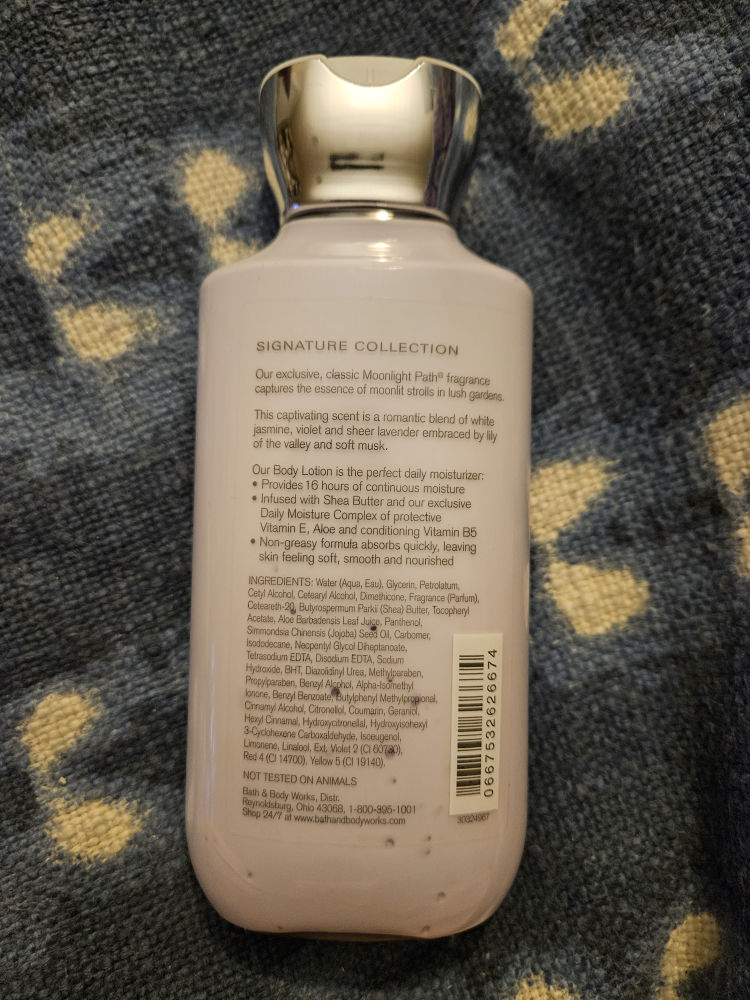 SIGNATURE COLLECTION
Our exclusive, classic Moonlight Path® fragrance
captures the essence of moonlit strolls in lush gardens.
This captivating scent is a romantic blend of white
jasmine, violet and sheer lavender embraced by lily
of the valley and soft musk.
Our Body Lotion is the perfect daily moisturizer:
• Provides 16 hours of continuous moisture
• Infused with Shea Butter and our exclusive
Daily Moisture Complex of protective
Vitamin E, Aloe and conditioning Vitamin B5
• Non-greasy formula absorbs quickly, leaving
skin feeling soft, smooth and nourished
INGREDIENTS: Water (Aqua, Eau), Glycerin, Petrolatum,
Cetyl Alcohol, Cetearyl Alcohol, Dimethicone, Fragrance (Parfum),
Ceteareth-20, Butyrospermum Parkii (Shea) Butter, Tocopheryl
Acetate, Aloe Barbadensis Leaf Juice, Panthenol,
Simmondsia Chinensis (Jojoba) Seed Oil, Carbomer,
Isododecane, Neopentyl Glycol Diheptanoate,
Tetrasodium EDTA, Disodium EDTA, Sodium
Hydroxide, BHT, Diazolidinyl Urea, Methylparaben,
Propylparaben, Benzyl Alcohol, Alpha-Isomethyl
Ionone, Benzyl Benzoate, Butylphenyl Methylpropional,
Cinnamyl Alcohol, Citronellol, Coumarin, Geraniol,
Hexyl Cinnamal, Hydroxycitronellal, Hydroxyisohexyl
3-Cyclohexene Carboxaldehyde, Isoeugenol,
Limonene, Linalool, Ext. Violet 2 (CI 60730),
Red 4 (CI 14700), Yellow 5 (CI 19140).
NOT TESTED ON ANIMALS
Bath & Body Works, Distr.
Reynoldsburg, Ohio 43068, 1-800-395-1001
Shop 24/7 at www.bathandbodyworks.com
0667532626674
30324967